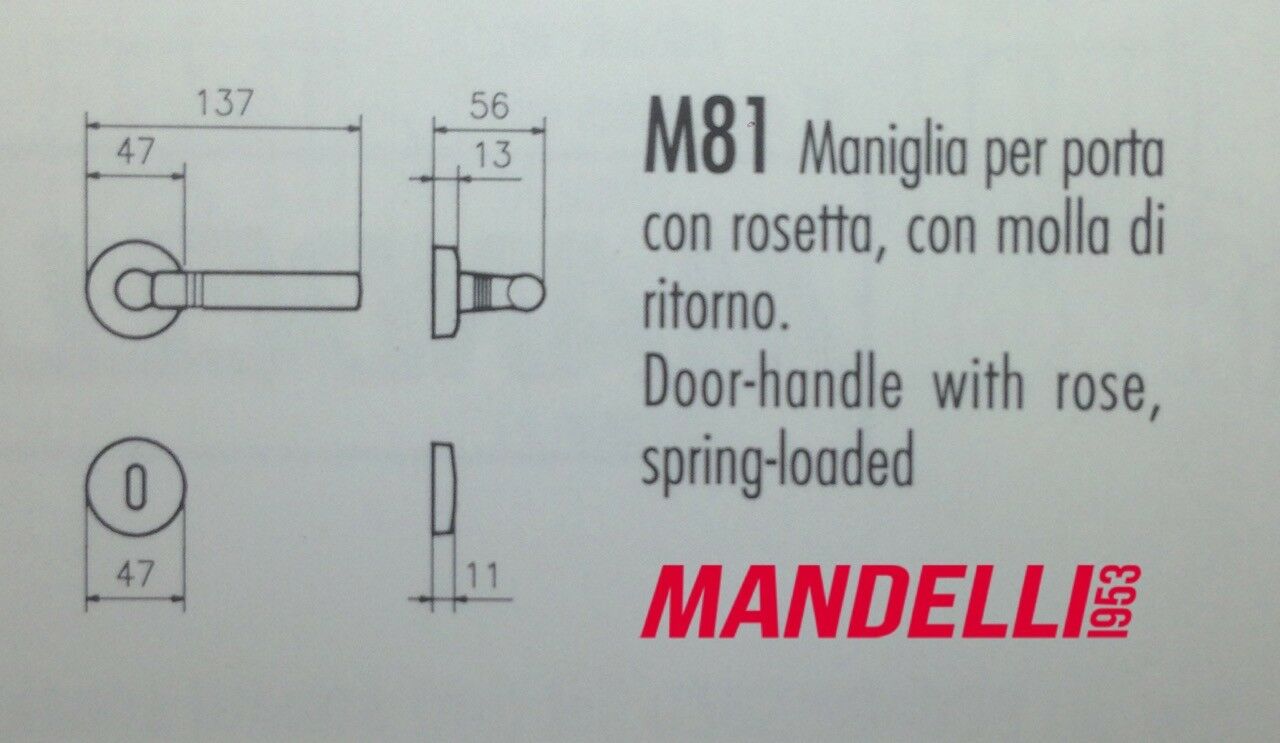 137
47
56
13
M81 Maniglia per porta
con rosetta, con molla di
ritorno.
Door-handle with rose,
spring-loaded
47
11
MANDELLI 1953